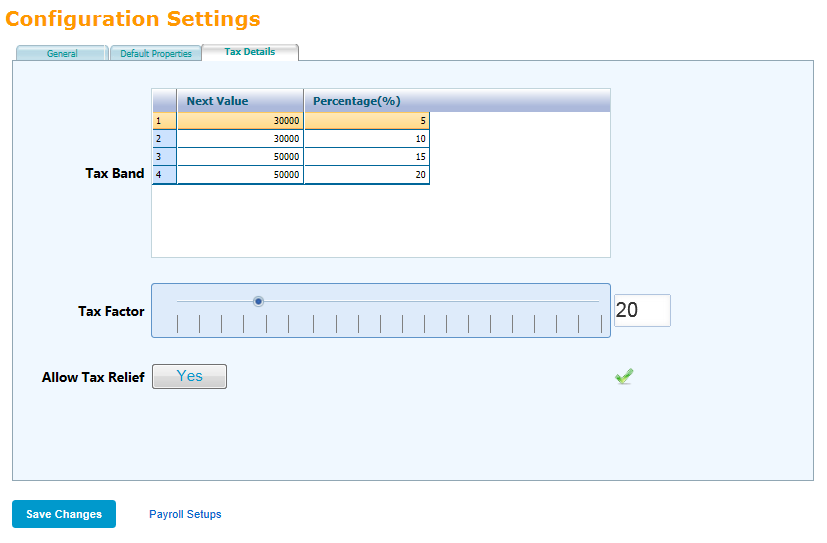 Configuration Settings
General Default Properties Tax Details
Next Value Percentage(%)
1 30000 5
2 30000 10
3 50000 15
4 50000 20
Tax Band
Tax Factor 20
Allow Tax Relief Yes
Save Changes Payroll Setups